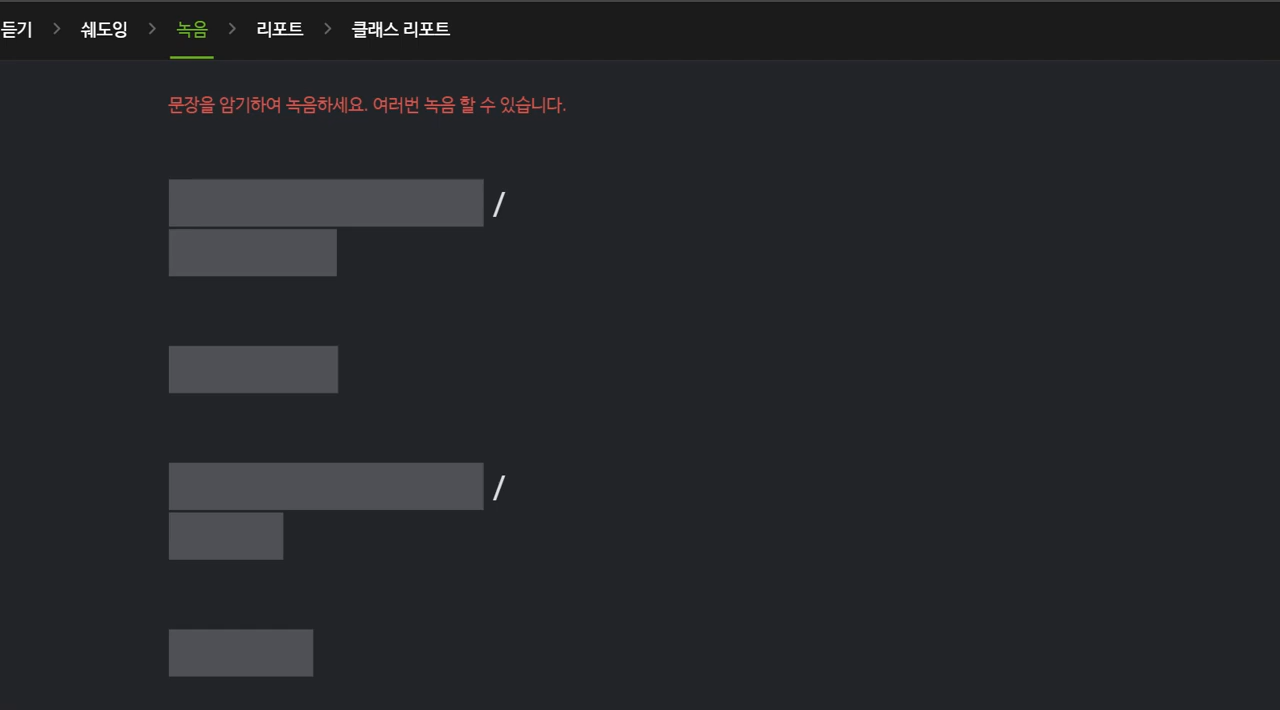 듣기 > 쉐도잉 > 녹음 > 리포트 > 클래스 리포트
문장을 암기하여 녹음하세요. 여러번 녹음 할 수 있습니다.
/
/